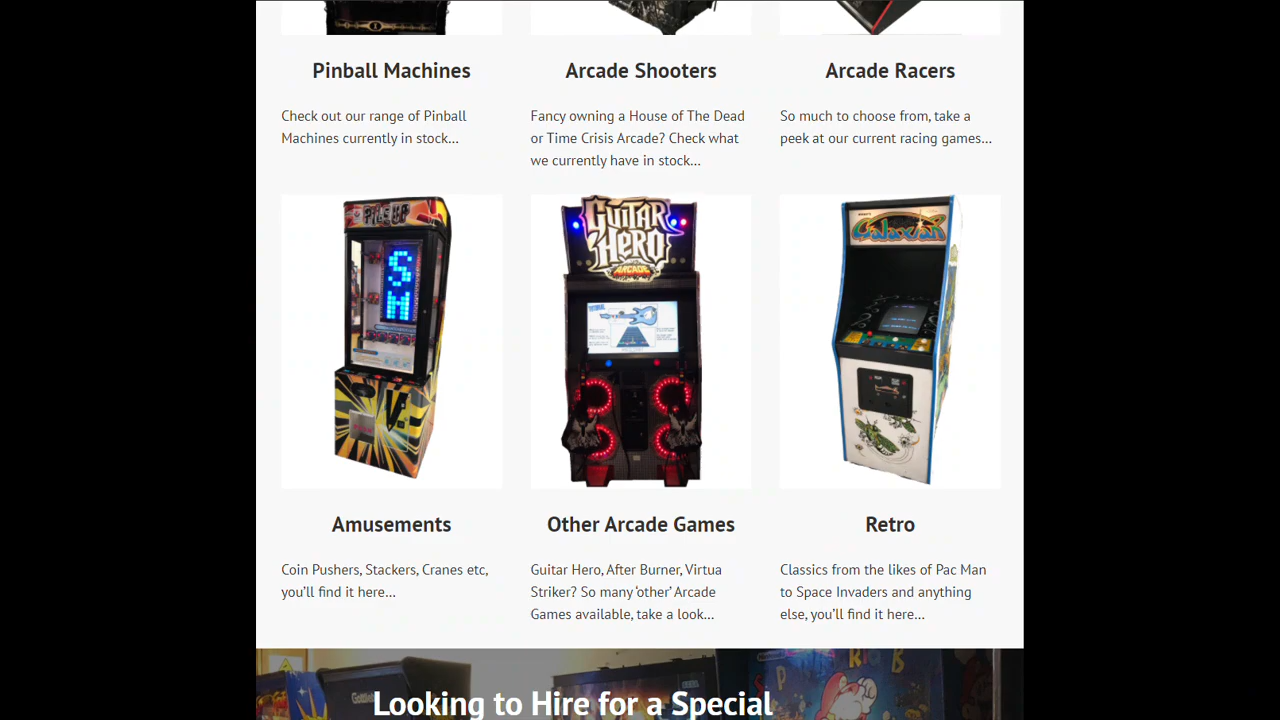 Pinball Machines
Arcade Shooters
Arcade Racers
Check out our range of Pinball
Machines currently in stock...
Fancy owning a House of The Dead
or Time Crisis Arcade? Check what
we currently have in stock...
So much to choose from, take a
peek at our current racing games...
PILE UP
GUITAR
HERO
ARCADE
Galaxian
Amusements
Other Arcade Games
Retro
Coin Pushers, Stackers, Cranes etc,
you’ll find it here...
Guitar Hero, After Burner, Virtua
Striker? So many ‘other’ Arcade
Games available, take a look...
Classics from the likes of Pac Man
to Space Invaders and anything
else, you’ll find it here...
Looking to Hire for a Special